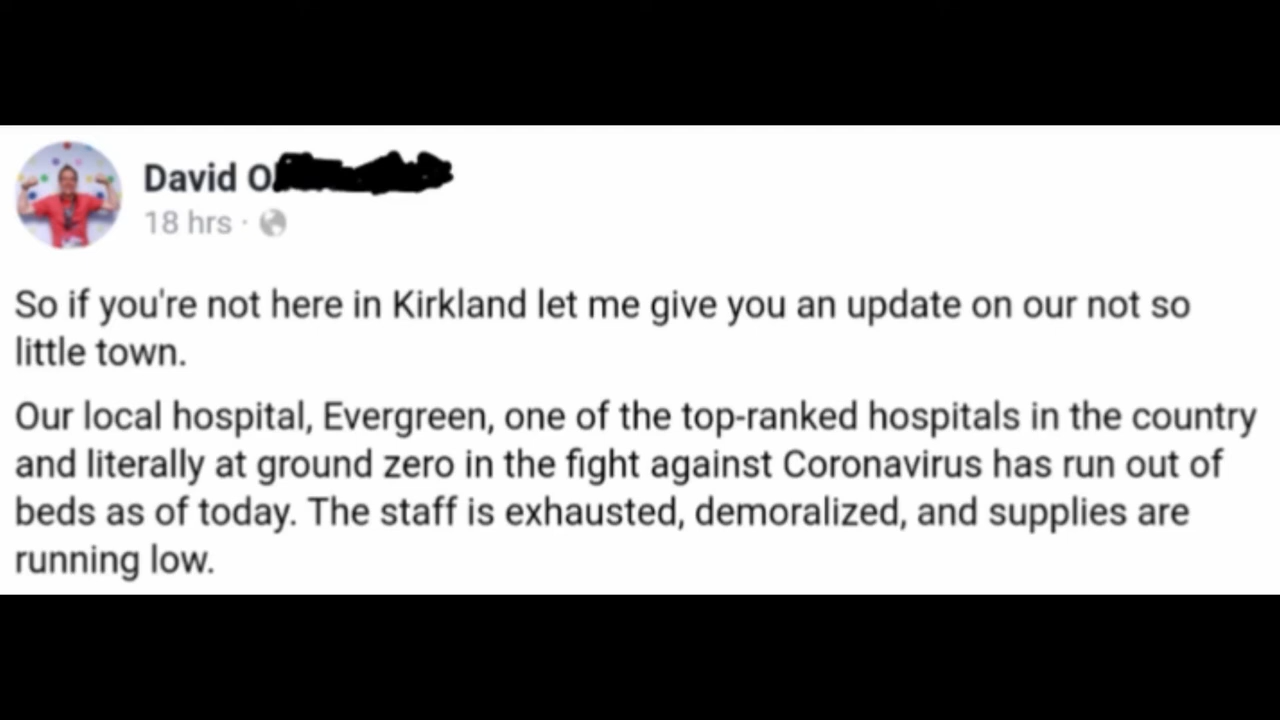 David O
18 hrs ·
So if you're not here in Kirkland let me give you an update on our not so
little town.
Our local hospital, Evergreen, one of the top-ranked hospitals in the country
and literally at ground zero in the fight against Coronavirus has run out of
beds as of today. The staff is exhausted, demoralized, and supplies are
running low.